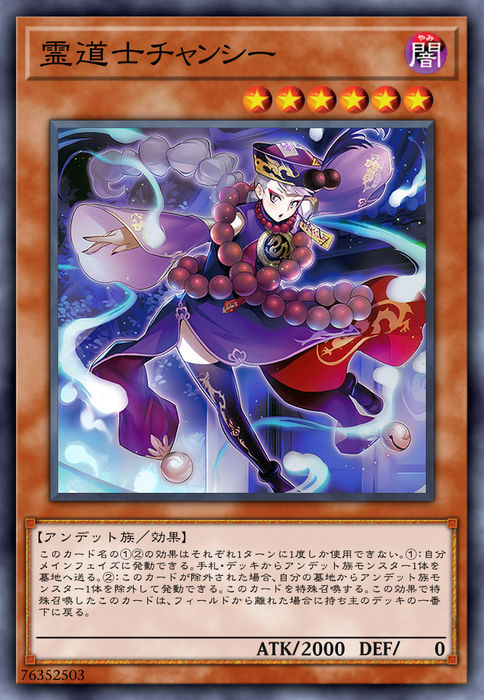 霊道士チャンシー
やみ
闇
【アンデット族／効果】
このカード名の①②の効果はそれぞれ1ターンに1度しか使用できない。①：自分
メインフェイズに発動できる。手札・デッキからアンデット族モンスター1体を
墓地へ送る。②：このカードが除外された場合、自分の墓地からアンデット族モ
ンスター1体を除外して発動できる。このカードを特殊召喚する。この効果で特
殊召喚したこのカードは、フィールドから離れた場合に持ち主のデッキの一番
下に戻る。
ATK/2000 DEF/ 0
76352503